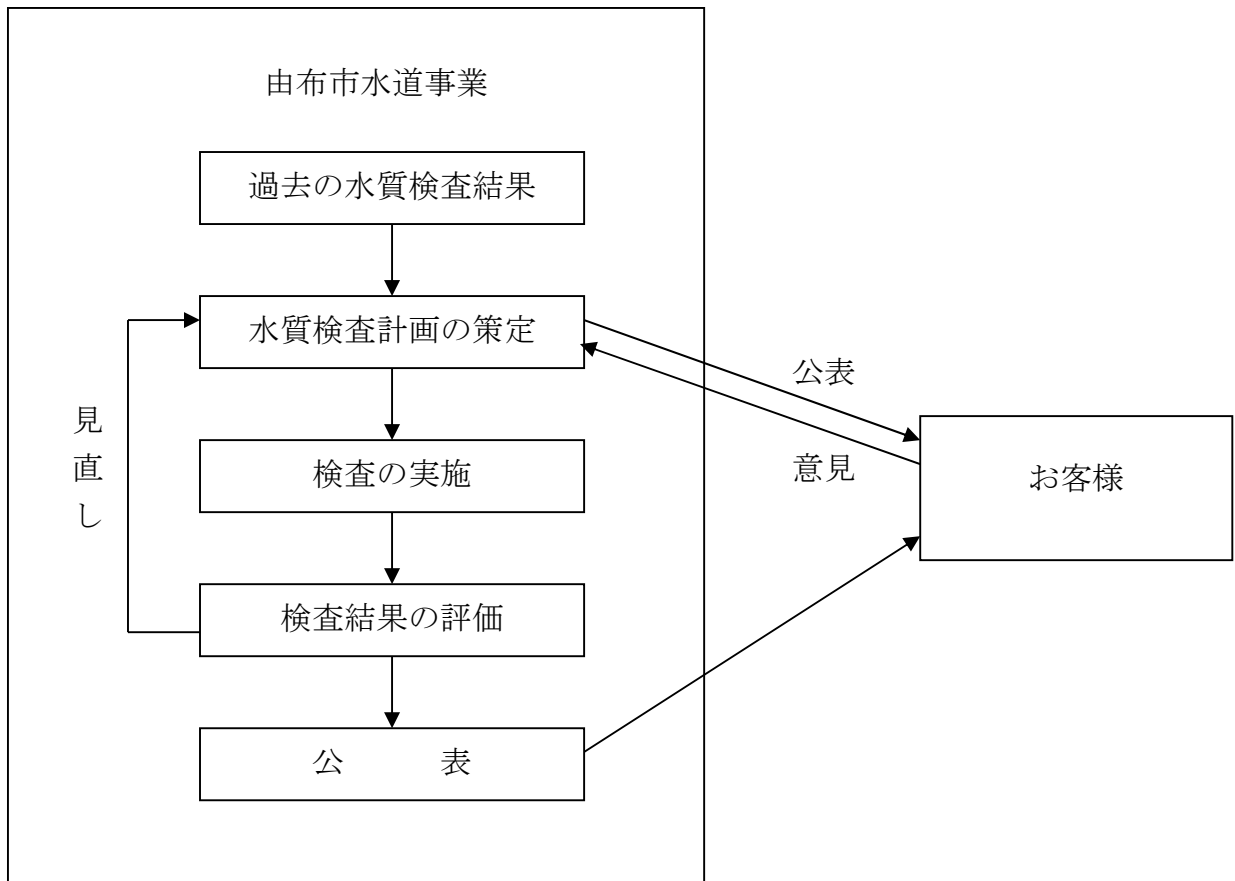 由布市水道事業
過去の水質検査結果
水質検査計画の策定
公表
見直し
意見
お客様
検査の実施
検査結果の評価
公　　　表